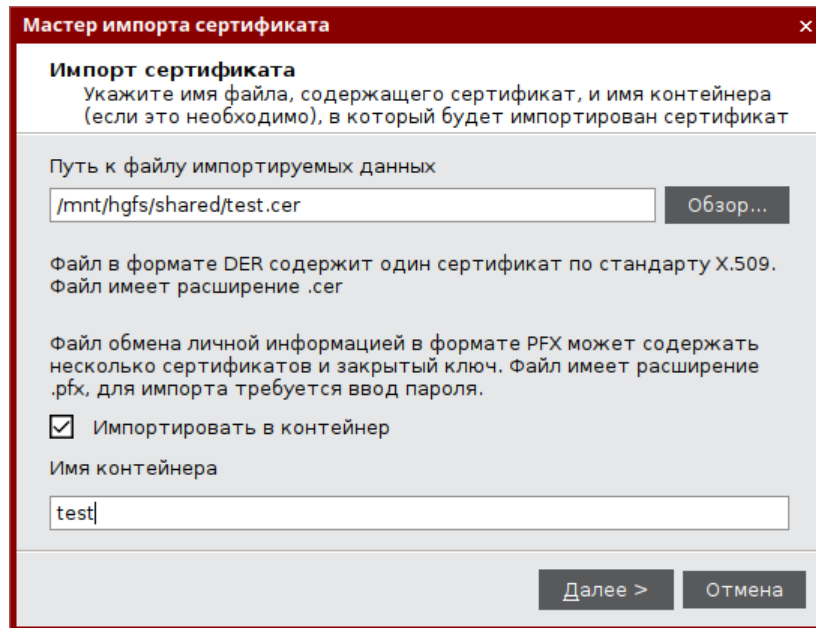 Мастер импорта сертификата
Импорт сертификата
Укажите имя файла, содержащего сертификат, и имя контейнера
(если это необходимо), в который будет импортирован сертификат
Путь к файлу импортируемых данных
/mnt/hgfs/shared/test.cer
Обзор...
Файл в формате DER содержит один сертификат по стандарту X.509.
Файл имеет расширение .cer
Файл обмена личной информацией в формате PFX может содержать
несколько сертификатов и закрытый ключ. Файл имеет расширение
.pfx, для импорта требуется ввод пароля.
Импортировать в контейнер
Имя контейнера
test
Далее >
Отмена